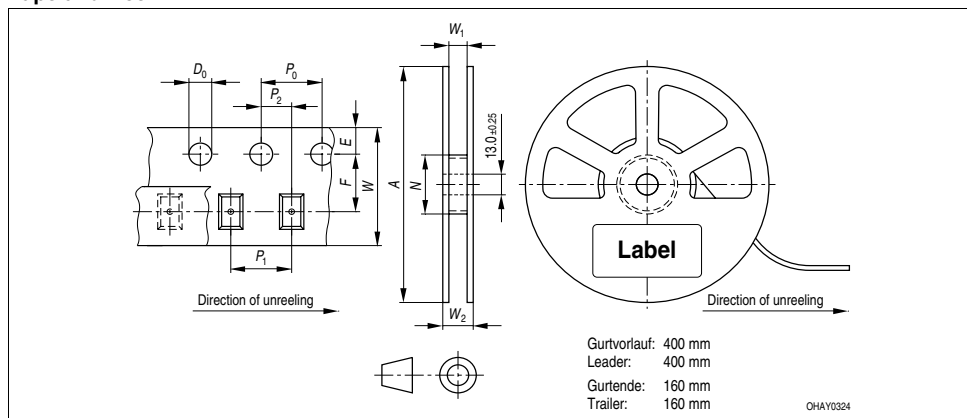 W1
D0
P0
P2
E
F
W
A
N
13.0 ±0.25
P1
W2
Label
Direction of unreeling
Direction of unreeling
Gurtvorlauf: 400 mm
Leader: 400 mm
Gurtende: 160 mm
Trailer: 160 mm
OHAY0324